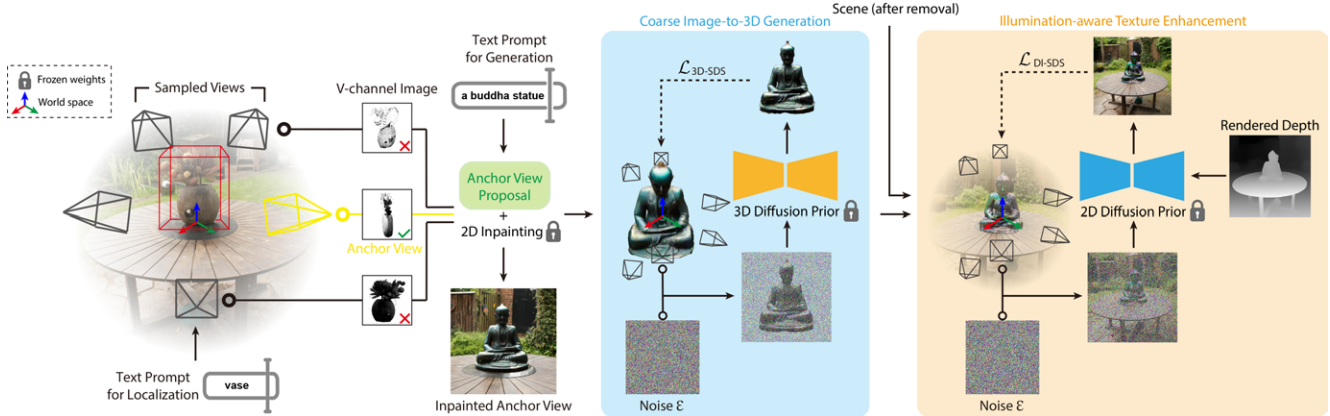 Frozen weights
World space
Sampled Views
V-channel Image
Anchor View
Text Prompt
for Localization
vase
Text Prompt
for Generation
a buddha statue
Anchor View
Proposal
+
2D Inpainting
Inpainted Anchor View
Coarse Image-to-3D Generation
ℒ 3D-SDS
3D Diffusion Prior
Noise ℰ
Scene (after removal)
Illumination-aware Texture Enhancement
ℒ DI-SDS
Rendered Depth
2D Diffusion Prior
Noise ℰ